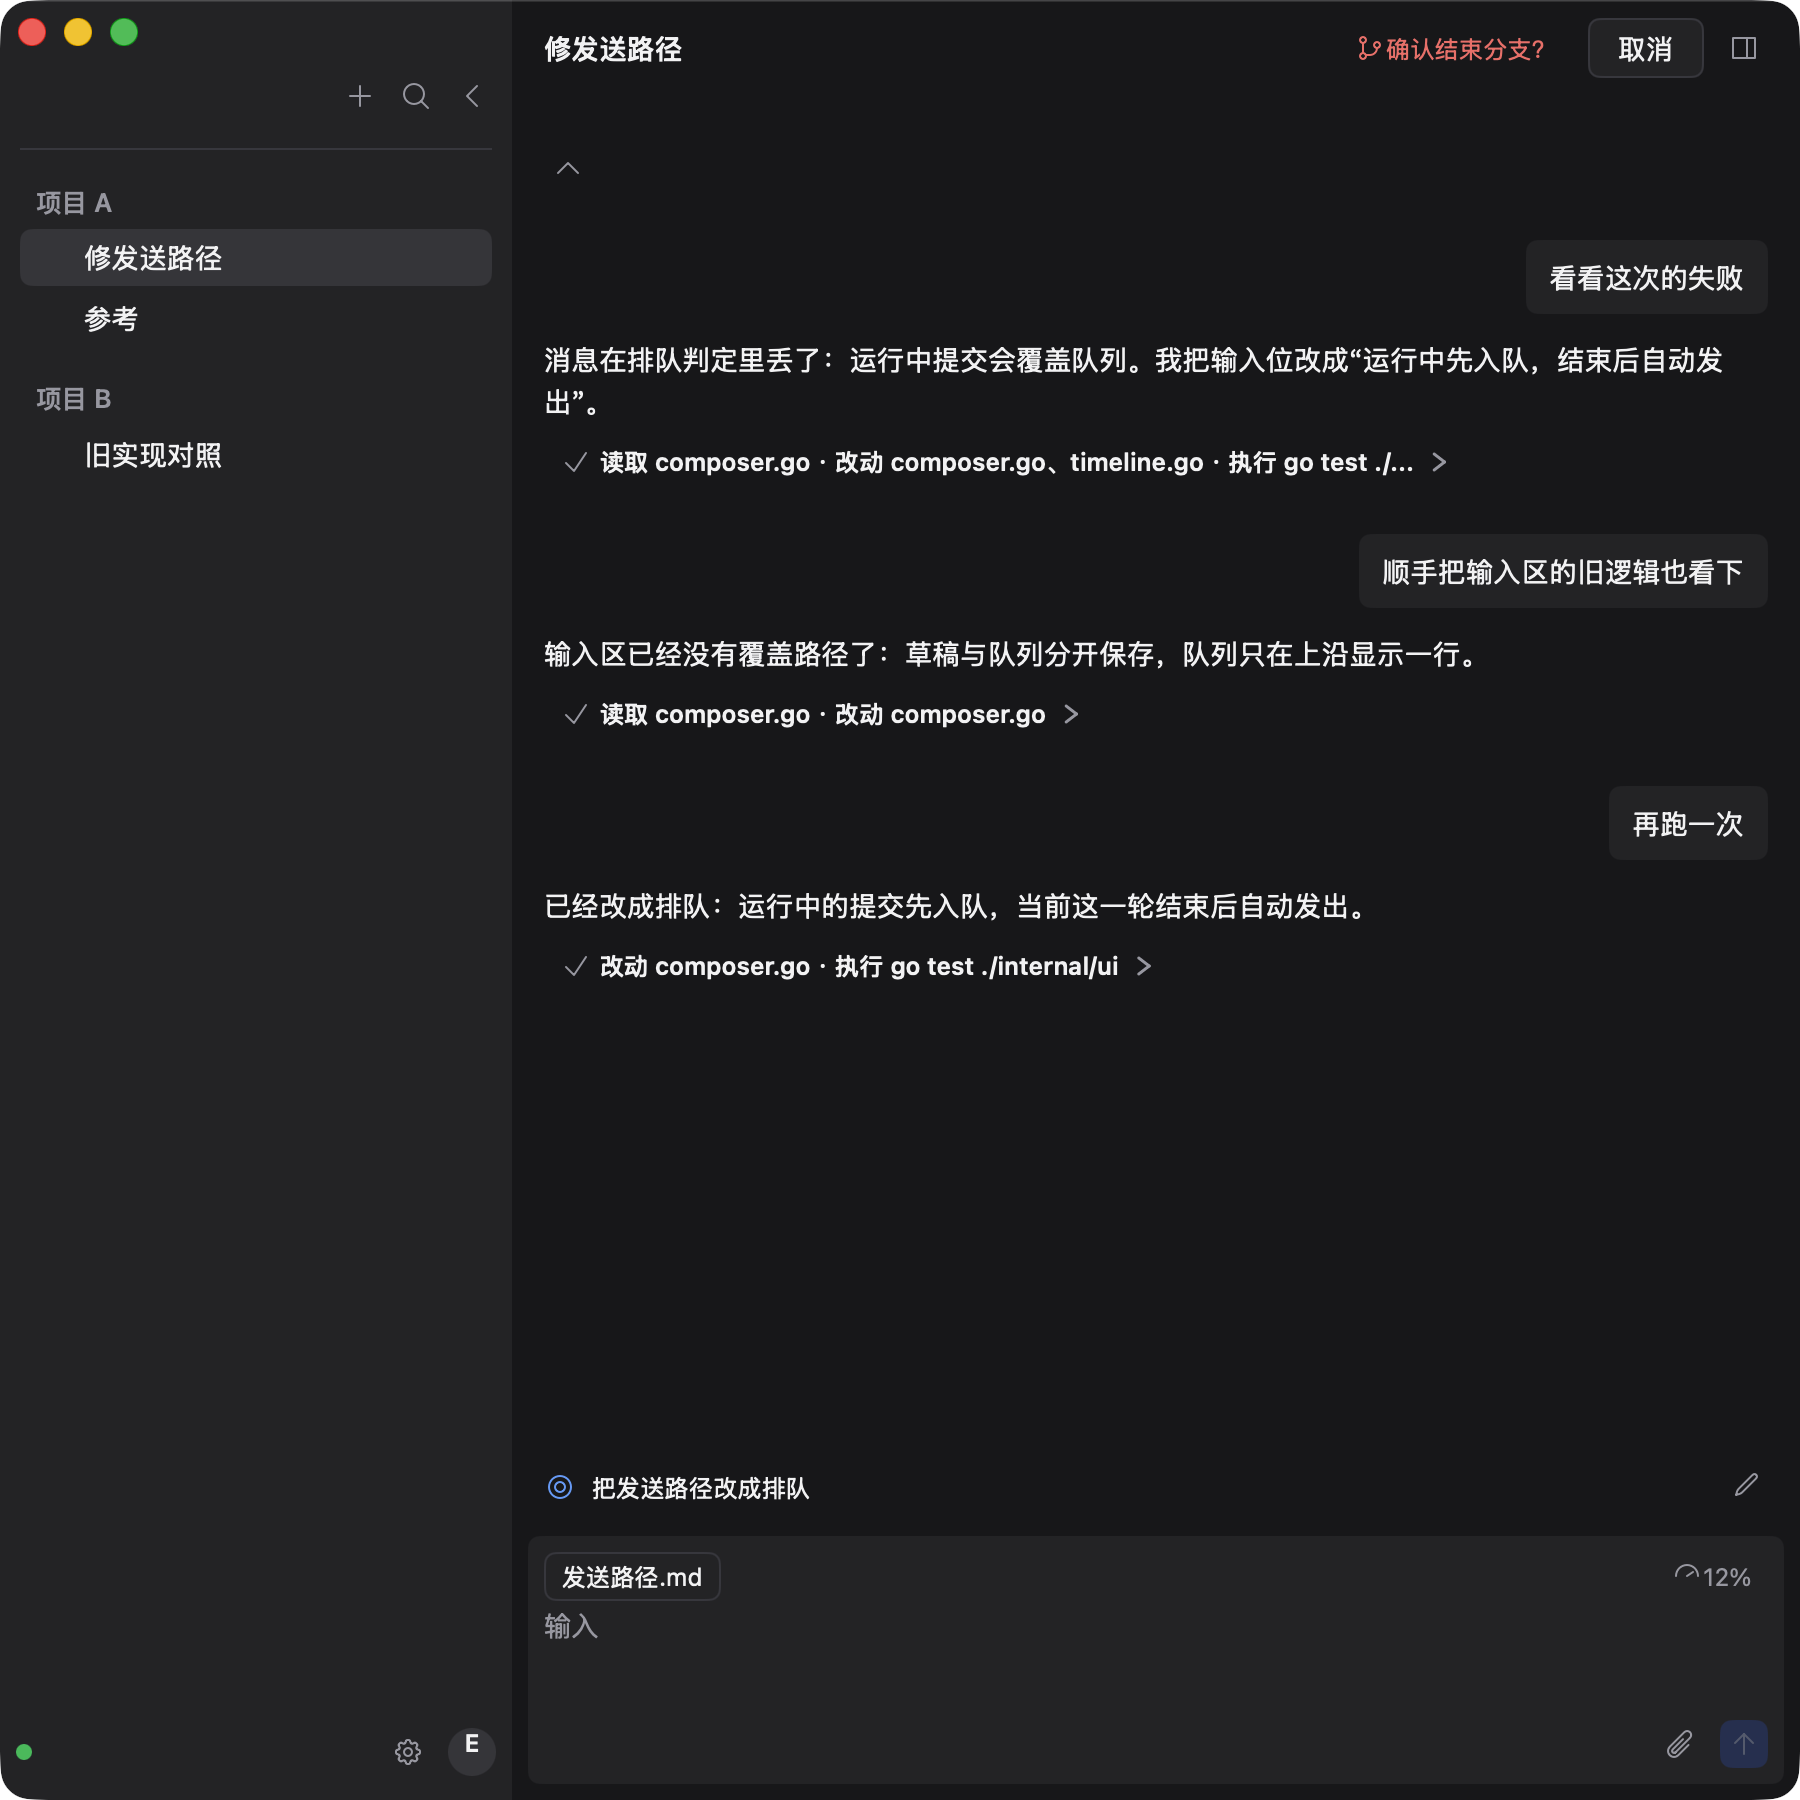 修发送路径
确认结束分支?
取消
项目 A
修发送路径
参考
项目 B
旧实现对照
看看这次的失败
消息在排队判定里丢了：运行中提交会覆盖队列。我把输入位改成“运行中先入队，结束后自动发
出”。
读取 composer.go · 改动 composer.go、timeline.go · 执行 go test ./...
顺手把输入区的旧逻辑也看下
输入区已经没有覆盖路径了：草稿与队列分开保存，队列只在上沿显示一行。
读取 composer.go · 改动 composer.go
再跑一次
已经改成排队：运行中的提交先入队，当前这一轮结束后自动发出。
改动 composer.go · 执行 go test ./internal/ui
把发送路径改成排队
发送路径.md
12%
输入
E